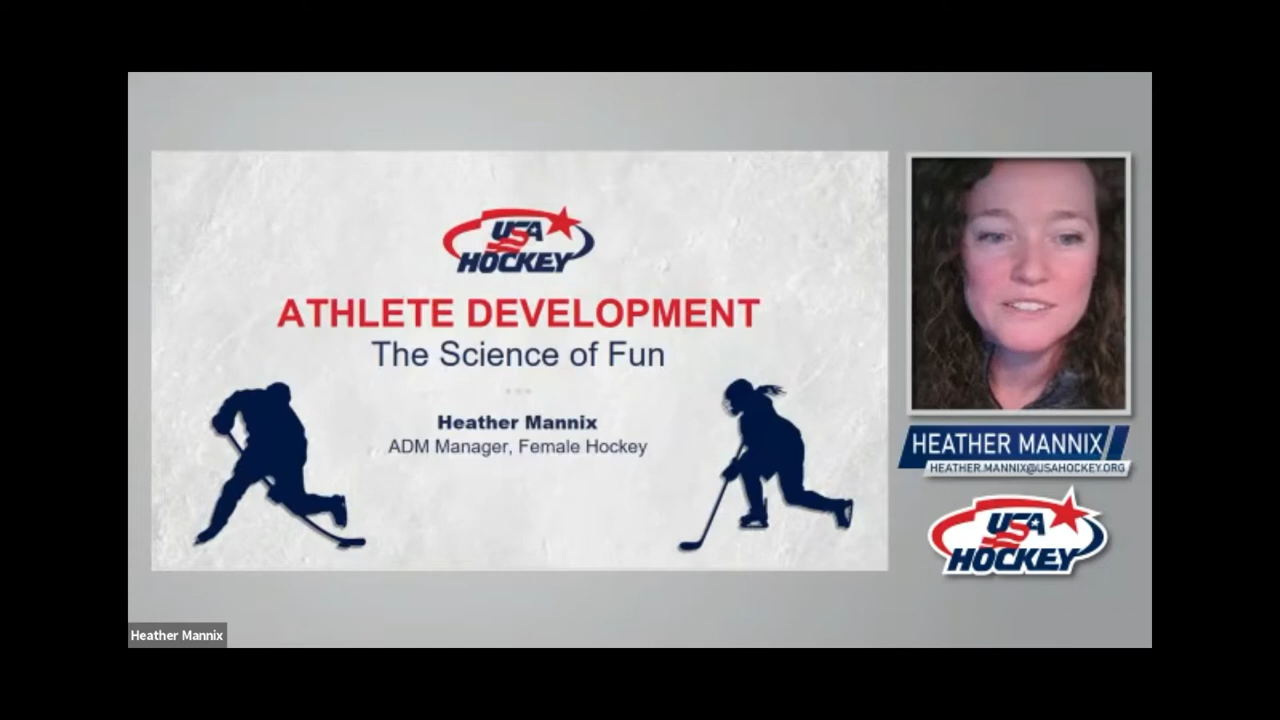 USA
HOCKEY
ATHLETE DEVELOPMENT
The Science of Fun
Heather Mannix
ADM Manager, Female Hockey
HEATHER MANNIX
HEATHER.MANNIX@USAHOCKEY.ORG
USA
HOCKEY
Heather Mannix